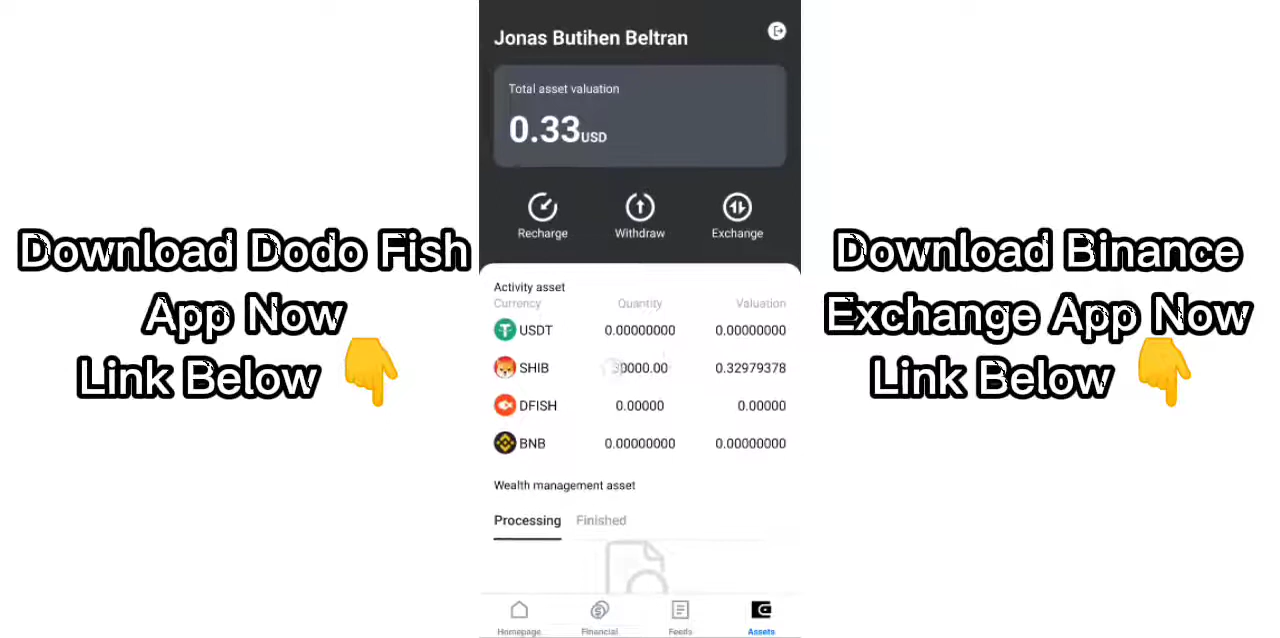 Jonas Butihen Beltran
Total asset valuation
0.33USD
Recharge Withdraw Exchange
Download Dodo Fish
App Now
Link Below
Download Binance
Exchange App Now
Link Below
Activity asset
Currency Quantity Valuation
USDT 0.00000000 0.00000000
SHIB 0.32979378
DFISH 0.00000 0.00000
BNB 0.00000000 0.00000000
Wealth management asset
Processing Finished
Homepage Financial Feeds Assets